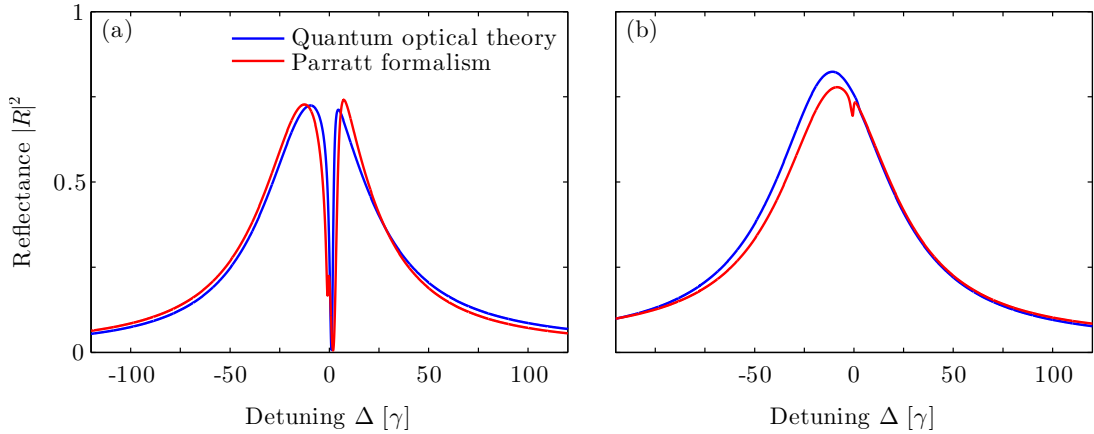 (a)
Quantum optical theory
Parratt formalism
(b)
1
0.5
0
Reflectance |R|²
-100 -50 0 50 100
-50 0 50 100
Detuning Δ [γ]
Detuning Δ [γ]